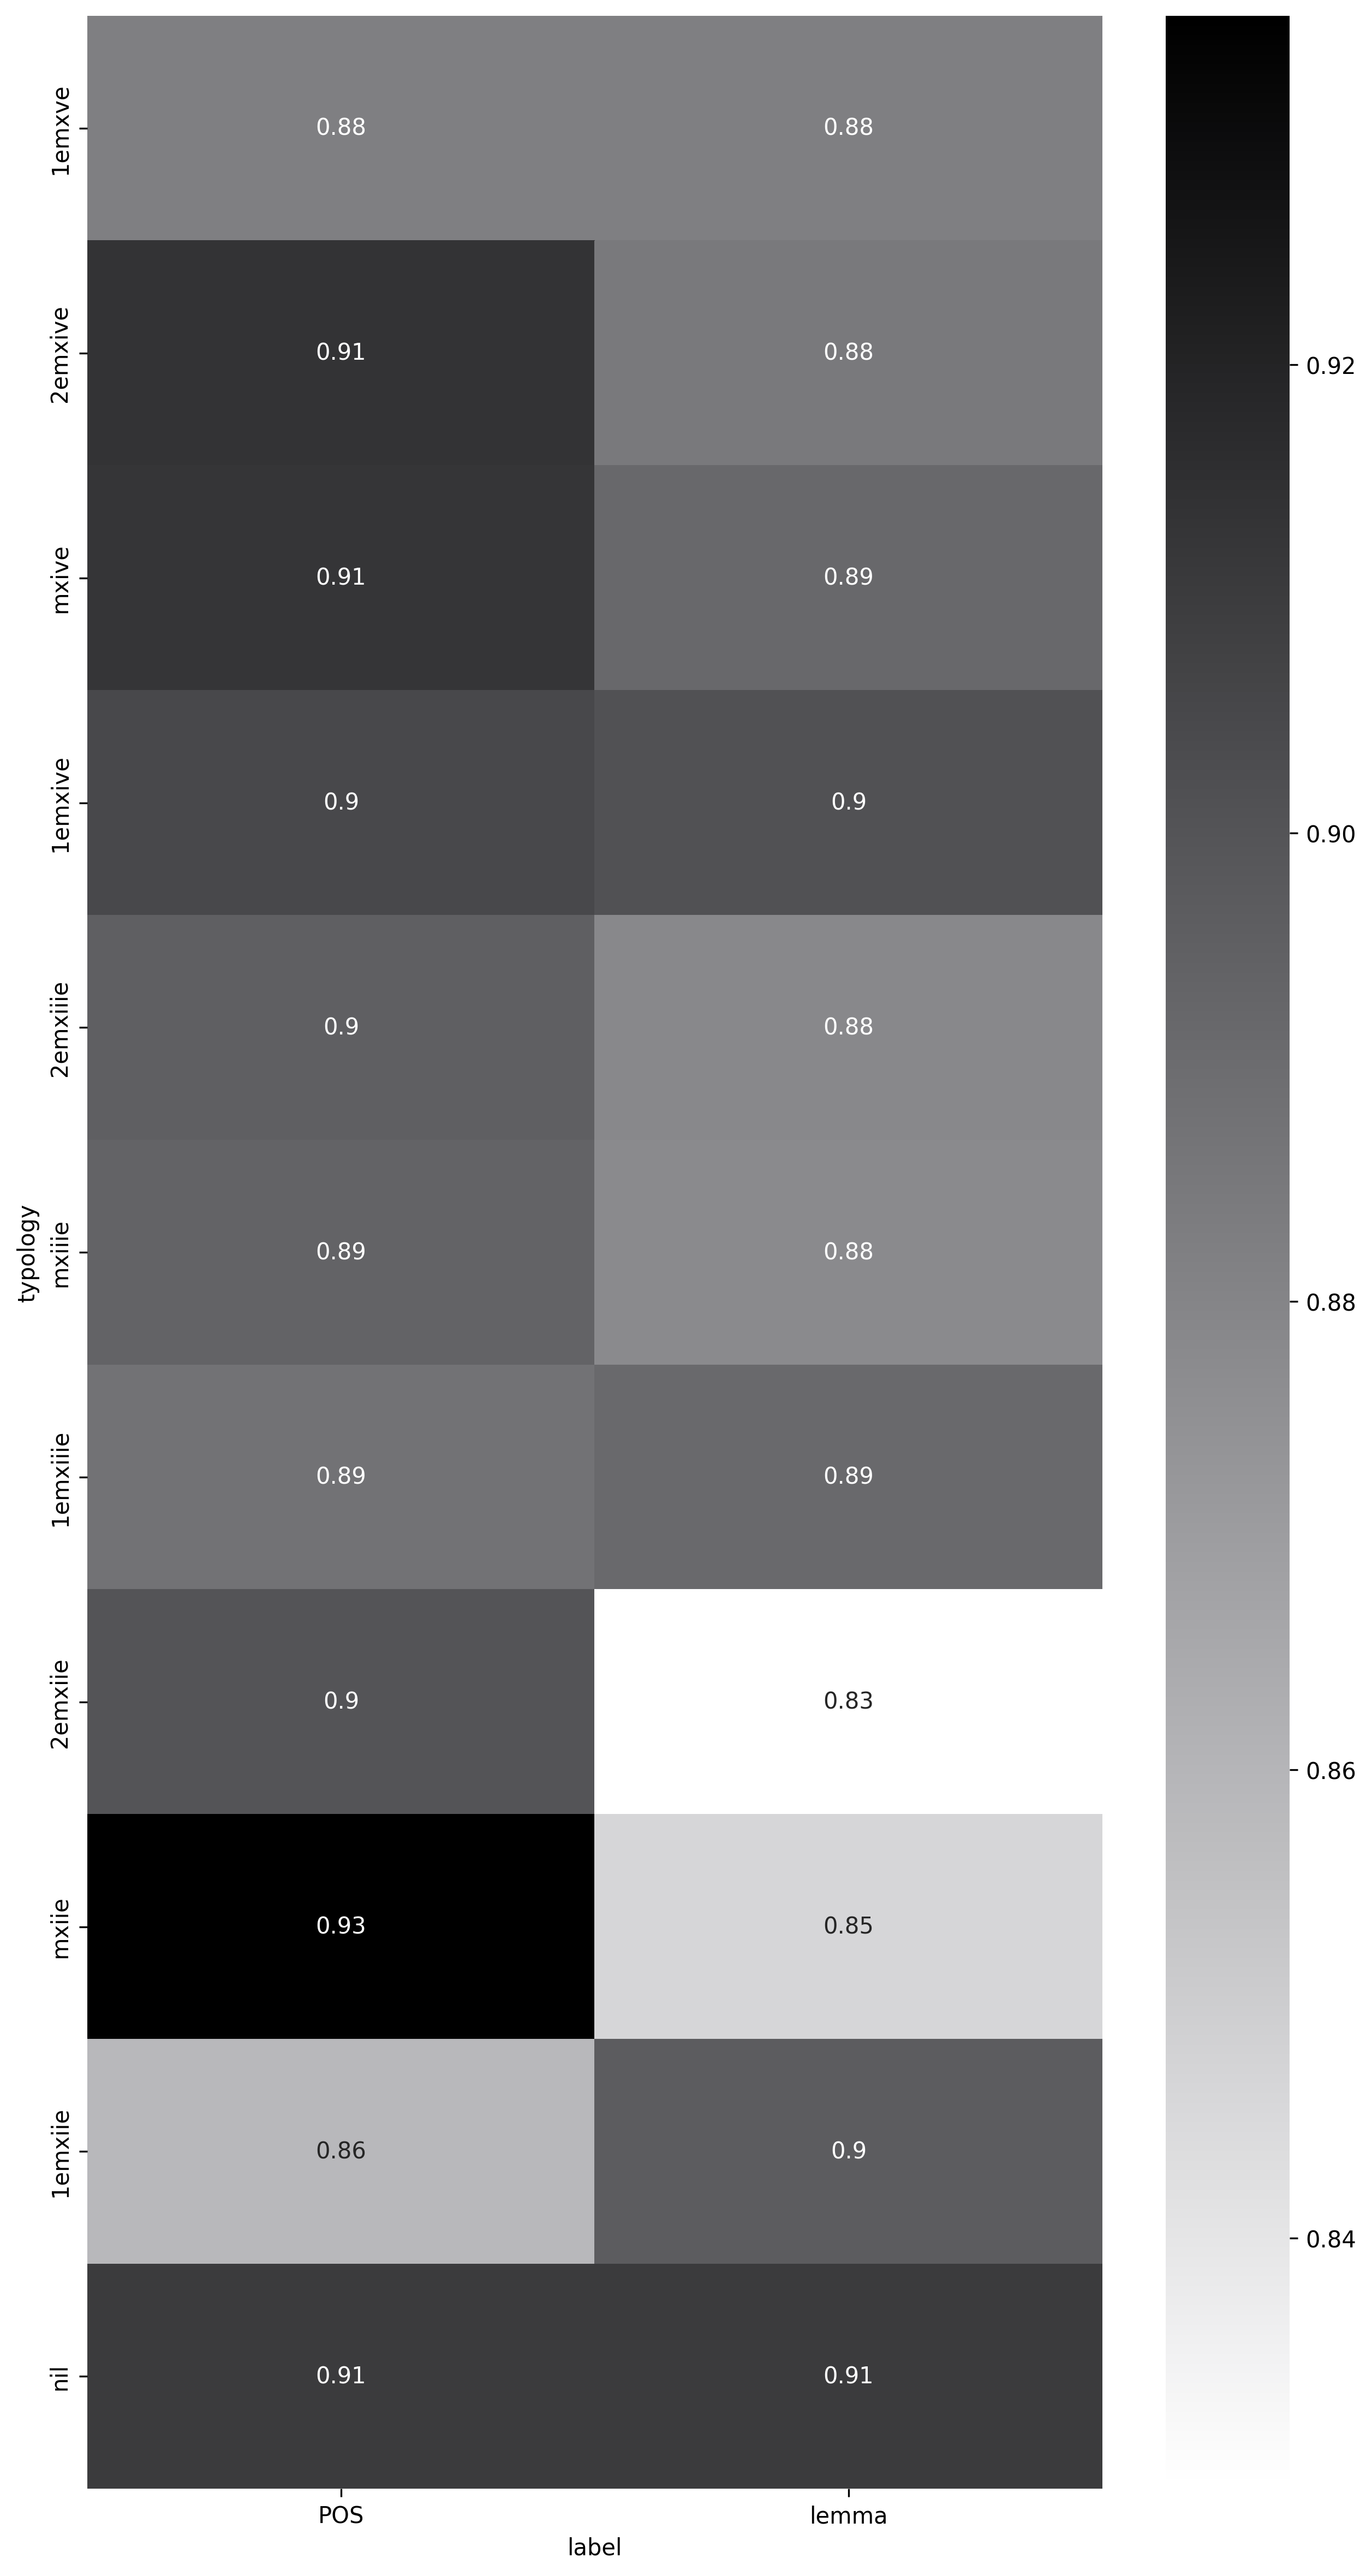 1emxve 0.88 0.88
2emxive 0.91 0.88
0.92
mxive 0.91 0.89
1emxive 0.9 0.9
0.90
2emxiiie 0.9 0.88
typology
mxiiie 0.89 0.88
0.88
1emxiiie 0.89 0.89
2emxiie 0.9 0.83
0.86
mxiie 0.93 0.85
1emxiie 0.86 0.9
0.84
nil 0.91 0.91
POS lemma
label